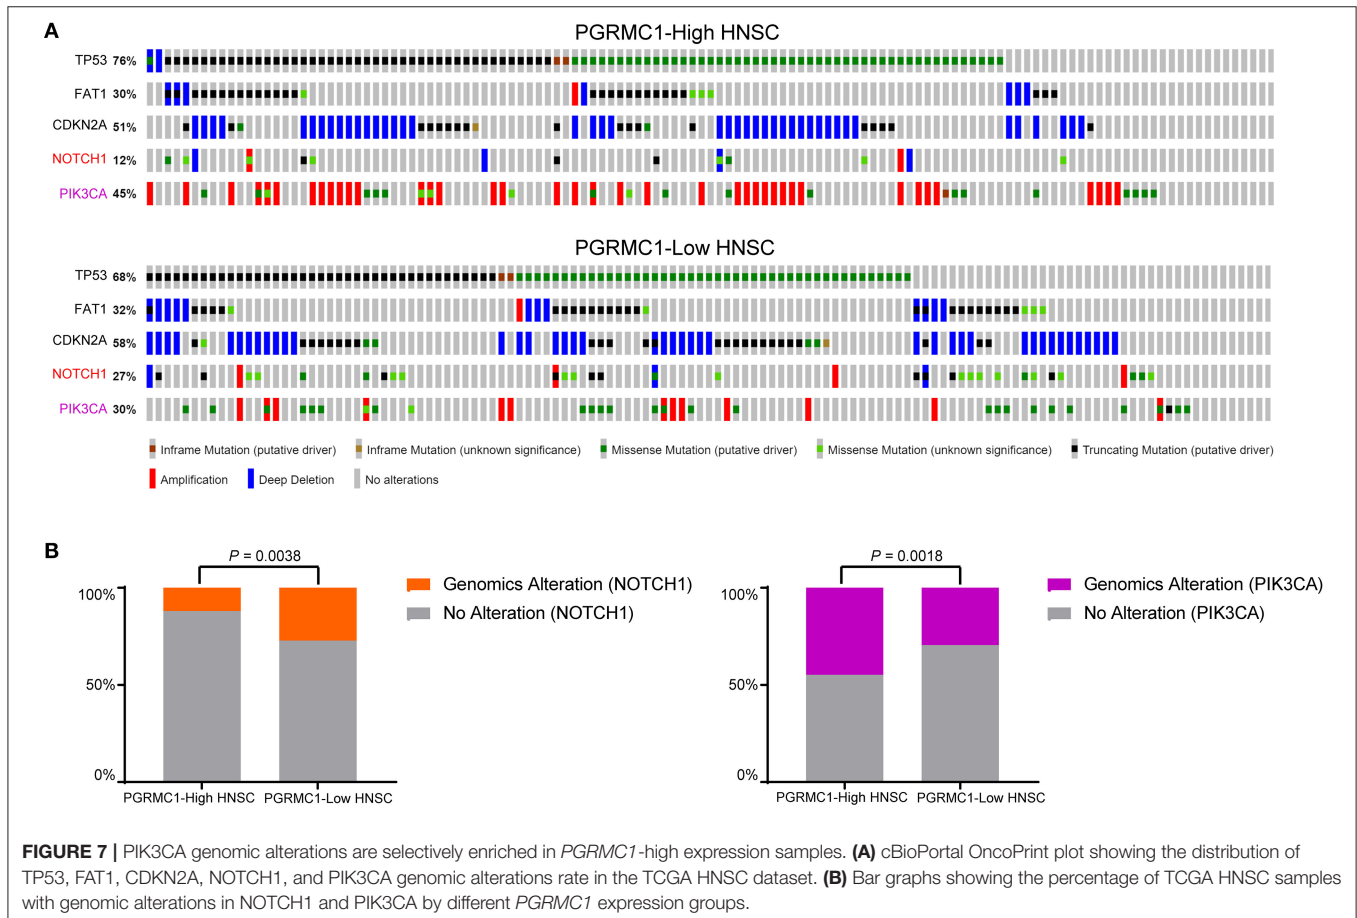 A
PGRMC1-High HNSC
TP53 76%
FAT1 30%
CDKN2A 51%
NOTCH1 12%
PIK3CA 45%
PGRMC1-Low HNSC
TP53 68%
FAT1 32%
CDKN2A 58%
NOTCH1 27%
PIK3CA 30%
Inframe Mutation (putative driver) Inframe Mutation (unknown significance) Missense Mutation (putative driver) Missense Mutation (unknown significance) Truncating Mutation (putative driver)
Amplification Deep Deletion No alterations
B
P = 0.0038
100%
50%
0%
PGRMC1-High HNSC PGRMC1-Low HNSC
Genomics Alteration (NOTCH1)
No Alteration (NOTCH1)
P = 0.0018
100%
50%
0%
PGRMC1-High HNSC PGRMC1-Low HNSC
Genomics Alteration (PIK3CA)
No Alteration (PIK3CA)
FIGURE 7 | PIK3CA genomic alterations are selectively enriched in PGRMC1-high expression samples. (A) cBioPortal OncoPrint plot showing the distribution of
TP53, FAT1, CDKN2A, NOTCH1, and PIK3CA genomic alterations rate in the TCGA HNSC dataset. (B) Bar graphs showing the percentage of TCGA HNSC samples
with genomic alterations in NOTCH1 and PIK3CA by different PGRMC1 expression groups.